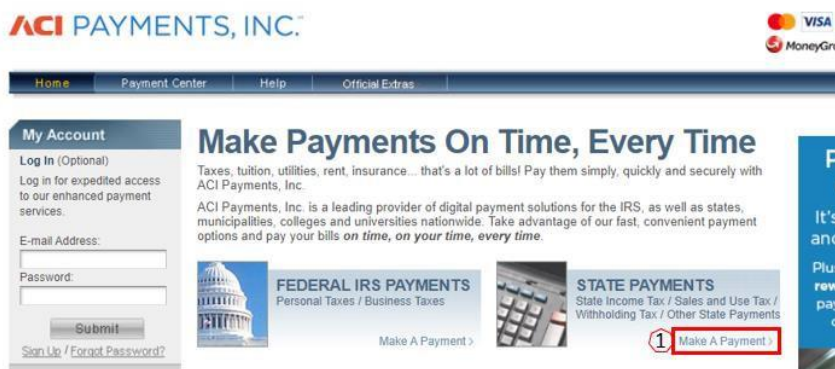 ACI PAYMENTS, INC.
VISA
Home Payment Center Help Official Extras
My Account
Log In (Optional)
Log in for expedited access
to our enhanced payment
services.
E-mail Address:
Password:
Submit
Sign Up / Forgot Password?
Make Payments On Time, Every Time
Taxes, tuition, utilities, rent, insurance... that's a lot of bills! Pay them simply, quickly and securely with
ACI Payments, Inc.
ACI Payments, Inc. is a leading provider of digital payment solutions for the IRS, as well as states,
municipalities, colleges and universities nationwide. Take advantage of our fast, convenient payment
options and pay your bills on time, on your time, every time.
FEDERAL IRS PAYMENTS
Personal Taxes / Business Taxes
Make A Payment >
STATE PAYMENTS
State Income Tax / Sales and Use Tax /
Withholding Tax / Other State Payments
1 Make A Payment >
It's